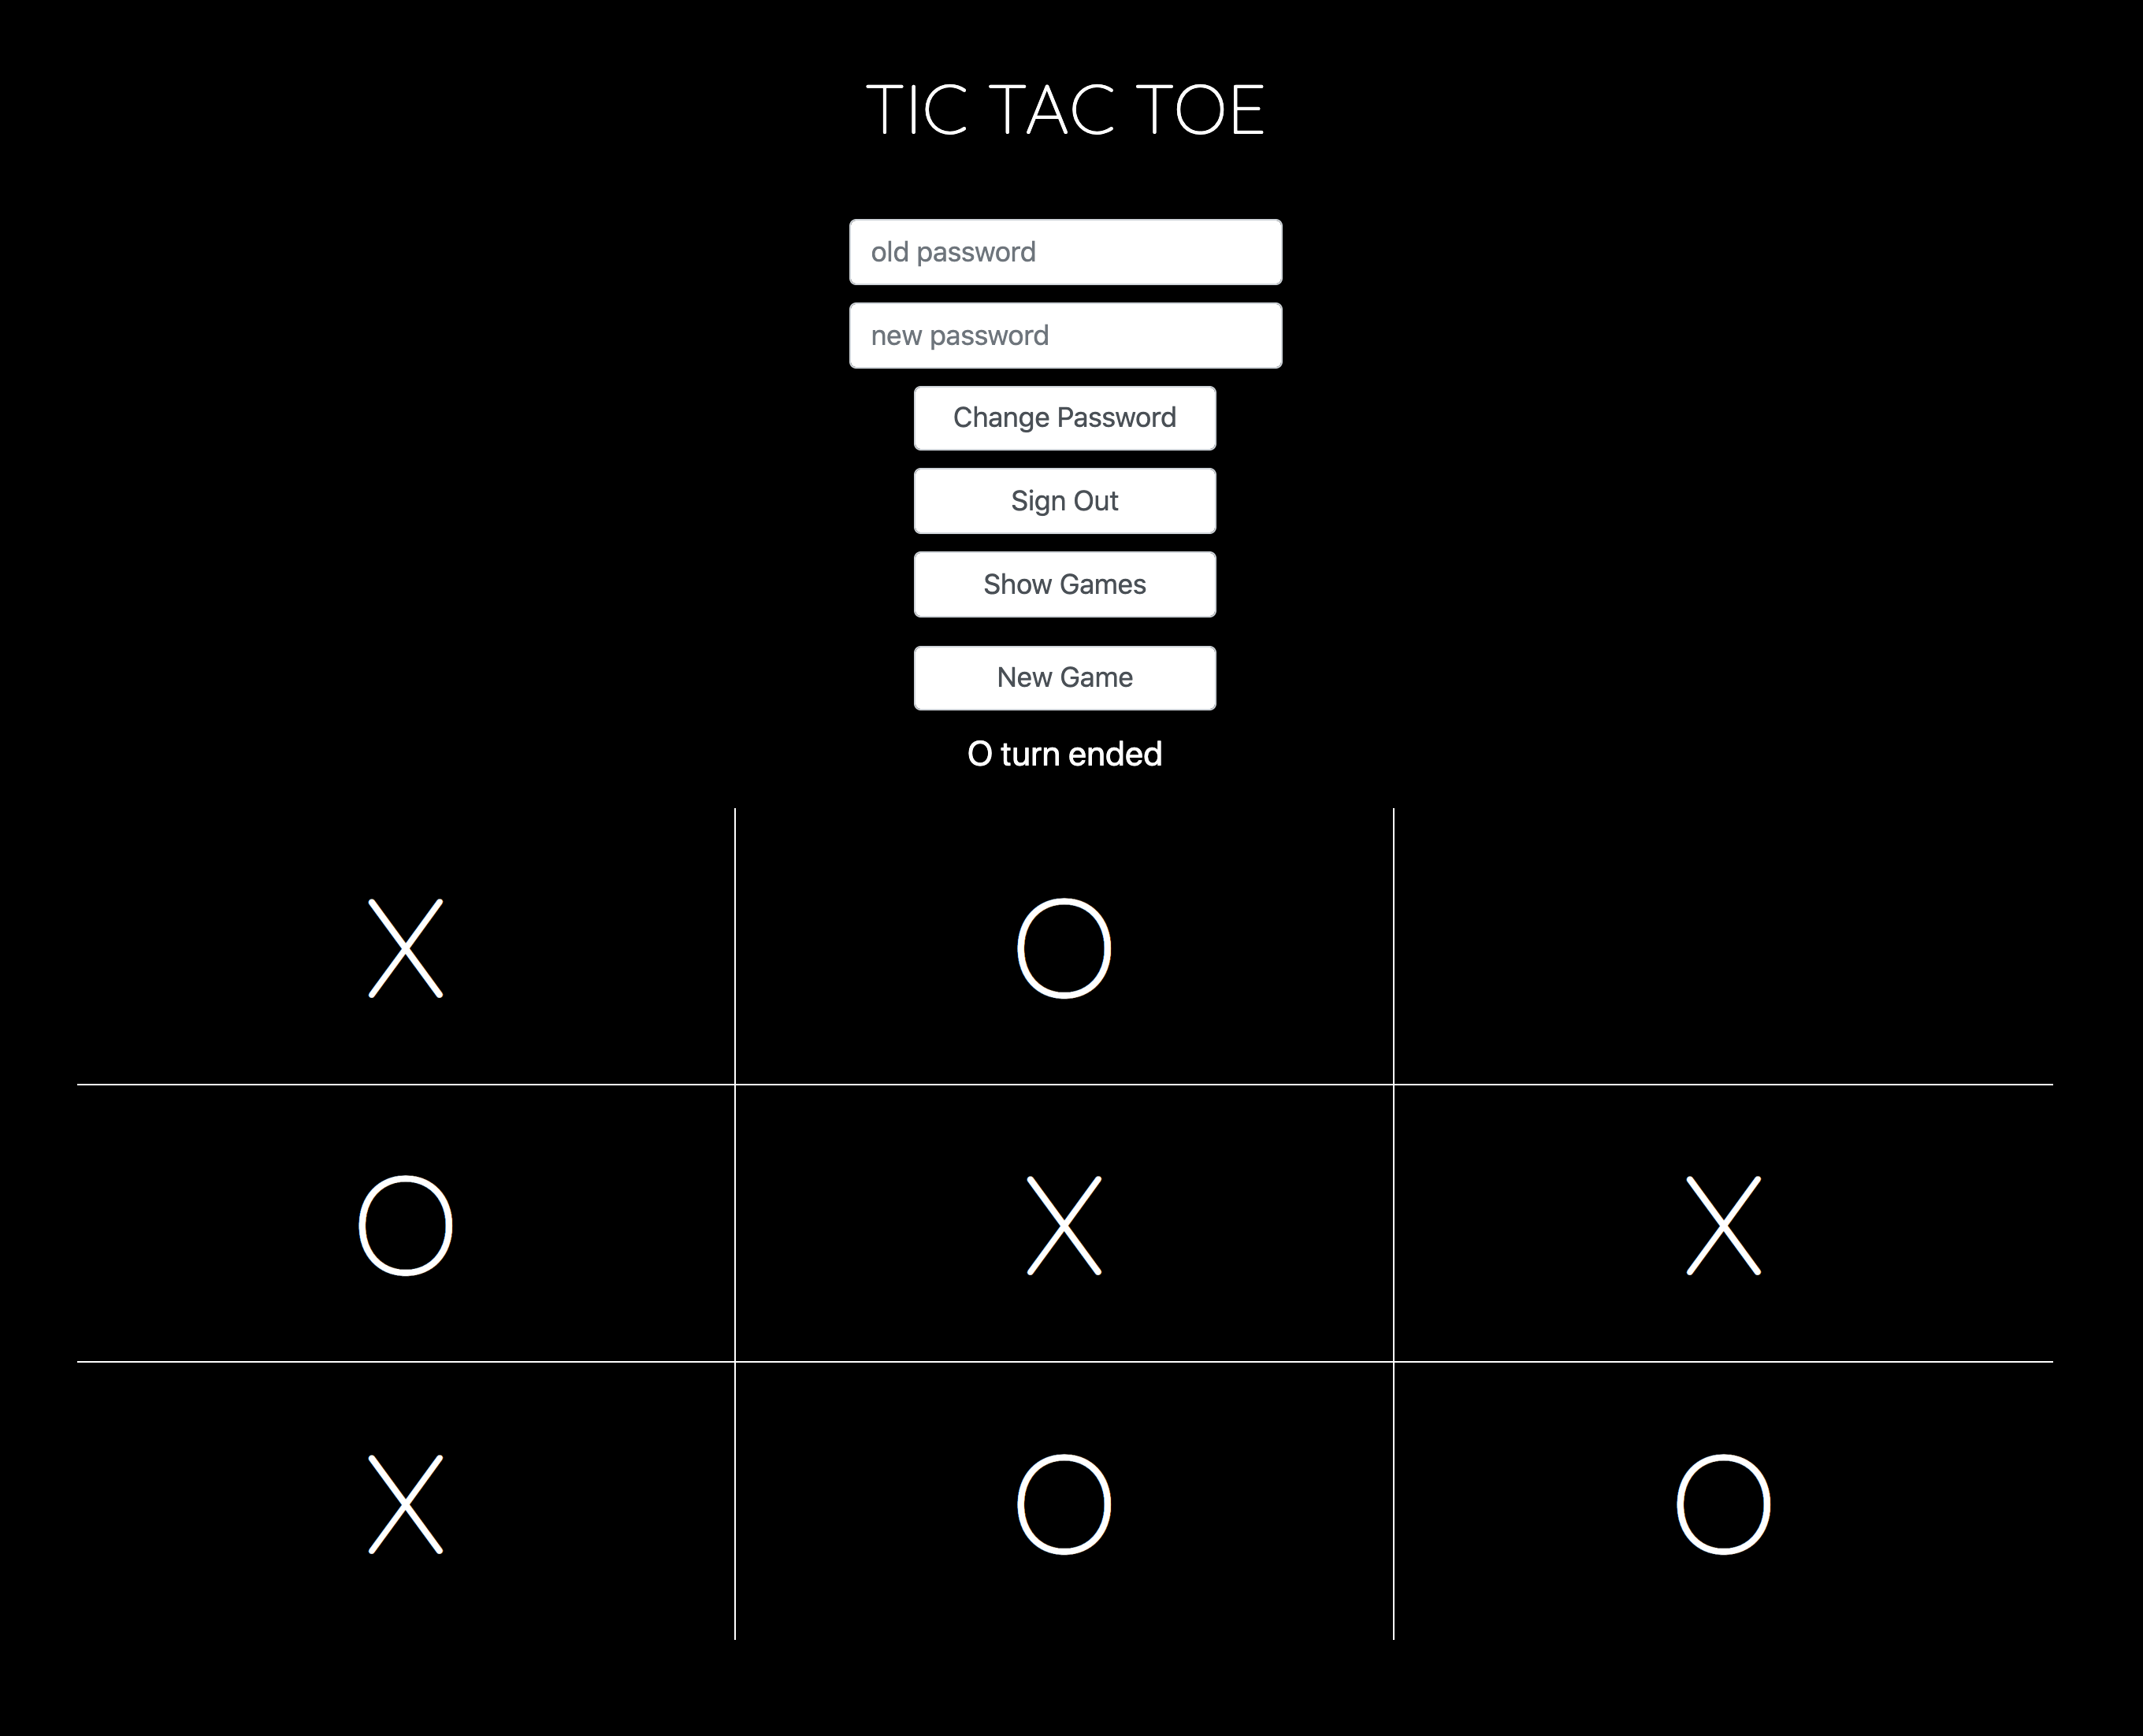 TIC TAC TOE
old password
new password
Change Password
Sign Out
Show Games
New Game
O turn ended
X O
O X X
X O O